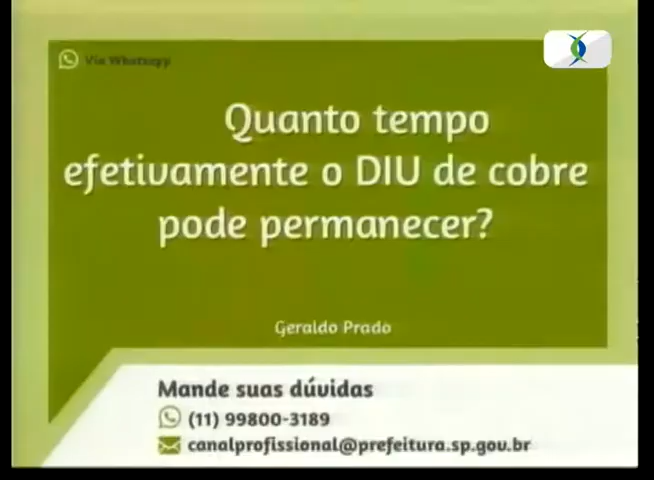 Via Whatsapp
Quanto tempo
efetivamente o DIU de cobre
pode permanecer?
Geraldo Prado
Mande suas dúvidas
(11) 99800-3189
canalprofissional@prefeitura.sp.gov.br